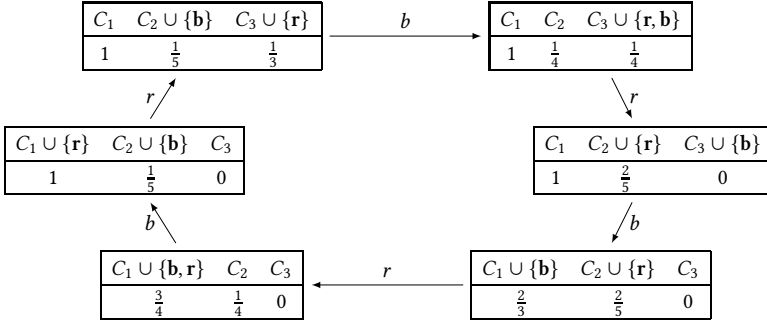 C₁ C₂ ∪ {b} C₃ ∪ {r}
1 1/5 1/3
b
C₁ C₂ C₃ ∪ {r, b}
1 1/4 1/4
r
r
C₁ ∪ {r} C₂ ∪ {b} C₃
1 1/5 0
C₁ C₂ ∪ {r} C₃ ∪ {b}
1 2/5 0
b
b
C₁ ∪ {b, r} C₂ C₃
3/4 1/4 0
r
C₁ ∪ {b} C₂ ∪ {r} C₃
2/3 2/5 0